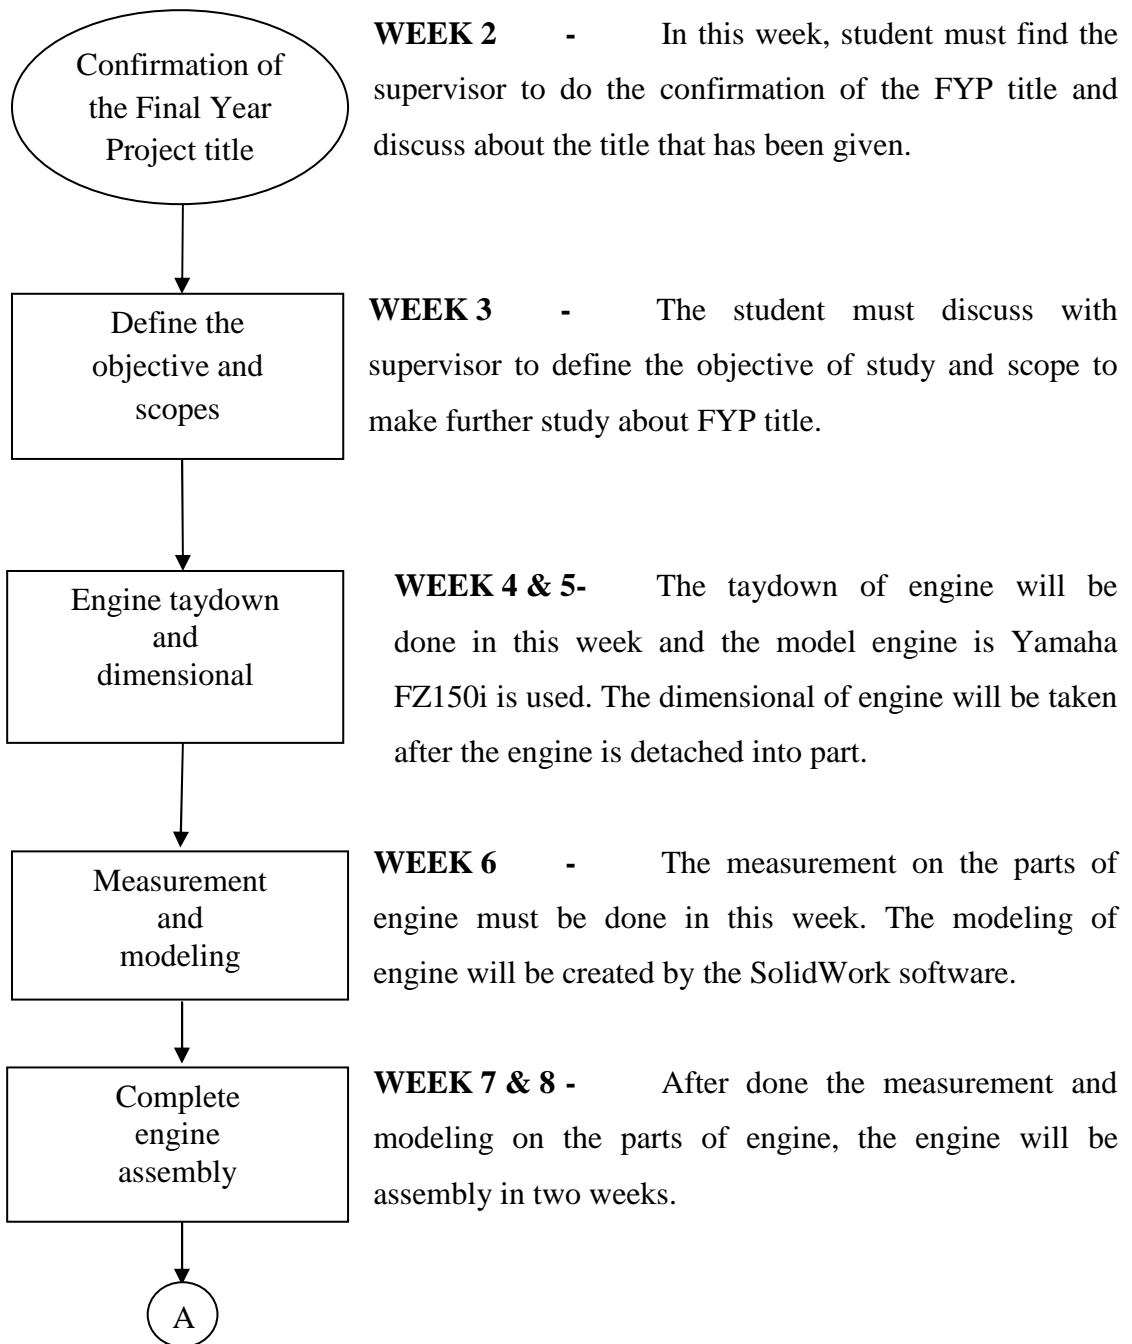 Confirmation of
the Final Year
Project title
WEEK 2 - In this week, student must find the
supervisor to do the confirmation of the FYP title and
discuss about the title that has been given.
Define the
objective and
scopes
WEEK 3 - The student must discuss with
supervisor to define the objective of study and scope to
make further study about FYP title.
Engine taydown
and
dimensional
WEEK 4 & 5- The taydown of engine will be
done in this week and the model engine is Yamaha
FZ150i is used. The dimensional of engine will be taken
after the engine is detached into part.
Measurement
and
modeling
WEEK 6 - The measurement on the parts of
engine must be done in this week. The modeling of
engine will be created by the SolidWork software.
Complete
engine
assembly
WEEK 7 & 8 - After done the measurement and
modeling on the parts of engine, the engine will be
assembly in two weeks.
A